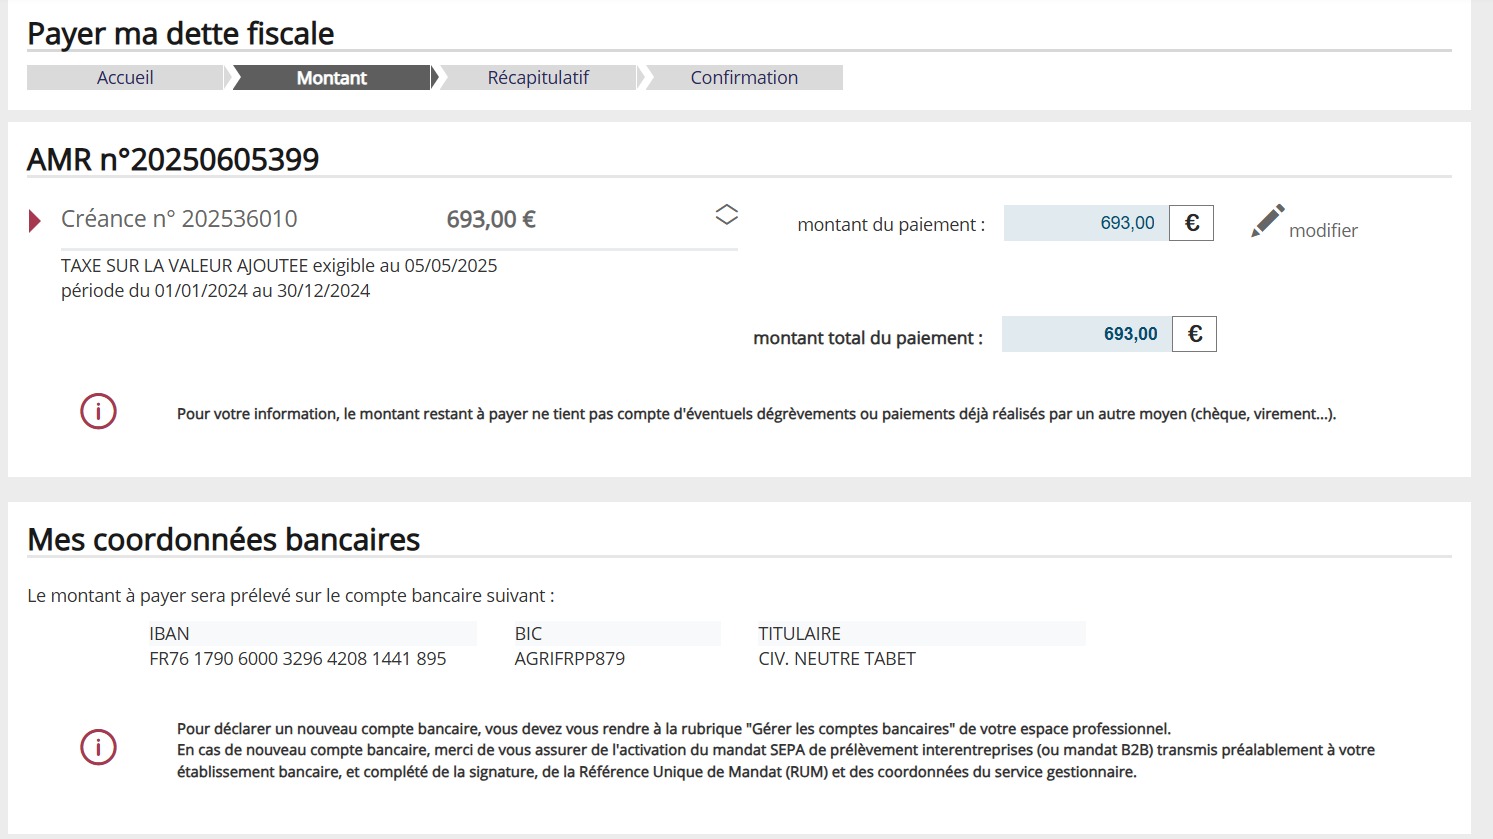 Payer ma dette fiscale
Accueil
Montant
Récapitulatif
Confirmation
AMR n°20250605399
Créance n° 202536010 693,00 €
montant du paiement : 693,00 € modifier
TAXE SUR LA VALEUR AJOUTEE exigible au 05/05/2025
période du 01/01/2024 au 30/12/2024
montant total du paiement : 693,00 €
Pour votre information, le montant restant à payer ne tient pas compte d'éventuels dégrèvements ou paiements déjà réalisés par un autre moyen (chèque, virement...).
Mes coordonnées bancaires
Le montant à payer sera prélevé sur le compte bancaire suivant :
IBAN BIC TITULAIRE
FR76 1790 6000 3296 4208 1441 895 AGRIFRPP879 CIV. NEUTRE TABET
Pour déclarer un nouveau compte bancaire, vous devez vous rendre à la rubrique "Gérer les comptes bancaires" de votre espace professionnel.
En cas de nouveau compte bancaire, merci de vous assurer de l'activation du mandat SEPA de prélèvement interentreprises (ou mandat B2B) transmis préalablement à votre
établissement bancaire, et complété de la signature, de la Référence Unique de Mandat (RUM) et des coordonnées du service gestionnaire.